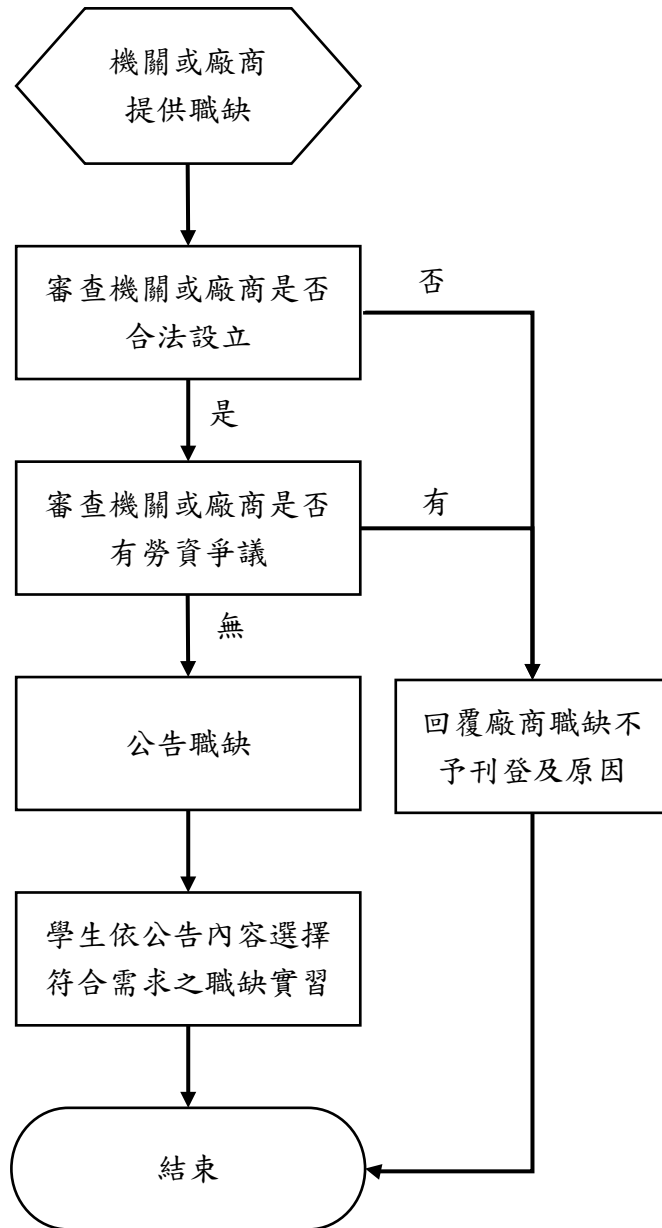 機關或廠商
提供職缺
審查機關或廠商是否
合法設立
否
是
審查機關或廠商是否
有勞資爭議
有
無
公告職缺
回覆廠商職缺不
予刊登及原因
學生依公告內容選擇
符合需求之職缺實習
結束